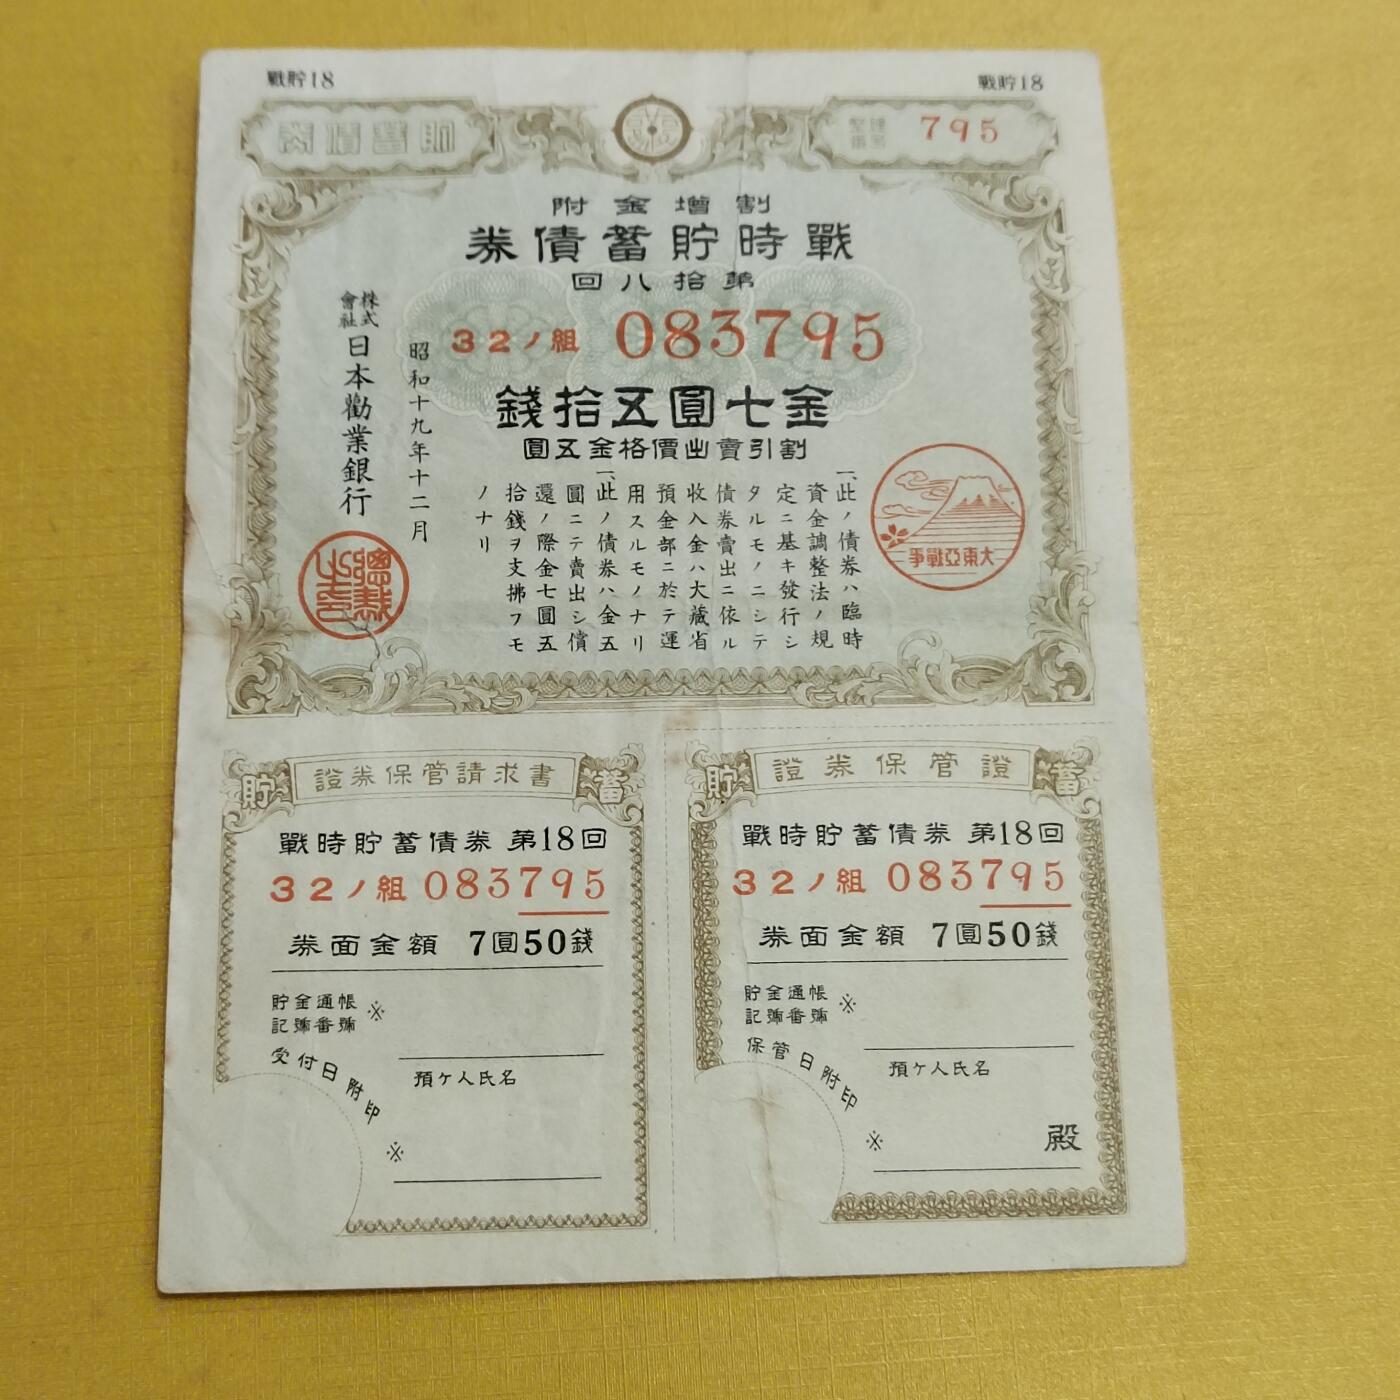 戰貯18
戰貯18
貯蓄債券
795
割增金附
戰時貯蓄債券
第拾八回
32ノ組 083795
金七圓五拾錢
割引賣出價格金五圓
大東亞戰爭
一、此ノ債券ハ臨時
資金調整法ノ規
定ニ基キ發行シ
タルモノニシテ
債券賣出ニ依ル
收入金ハ大藏省
預金部ニ於テ運
用スルモノナリ
一、此ノ債券ハ金五
圓ニテ賣出シ償
還ノ際金七圓五
拾錢ヲ支拂フモ
ノナリ
昭和十九年十二月
株式會社日本勸業銀行
總裁之印
貯 證券保管請求書 蓄
戰時貯蓄債券 第18回
32ノ組 083795
券面金額 7圓50錢
貯金通帳
記號番號 ※
受付日附印
預ケ人氏名
※
貯 證券保管證 蓄
戰時貯蓄債券 第18回
32ノ組 083795
券面金額 7圓50錢
貯金通帳
記號番號 ※
保管日附印
預ケ人氏名
※
殿